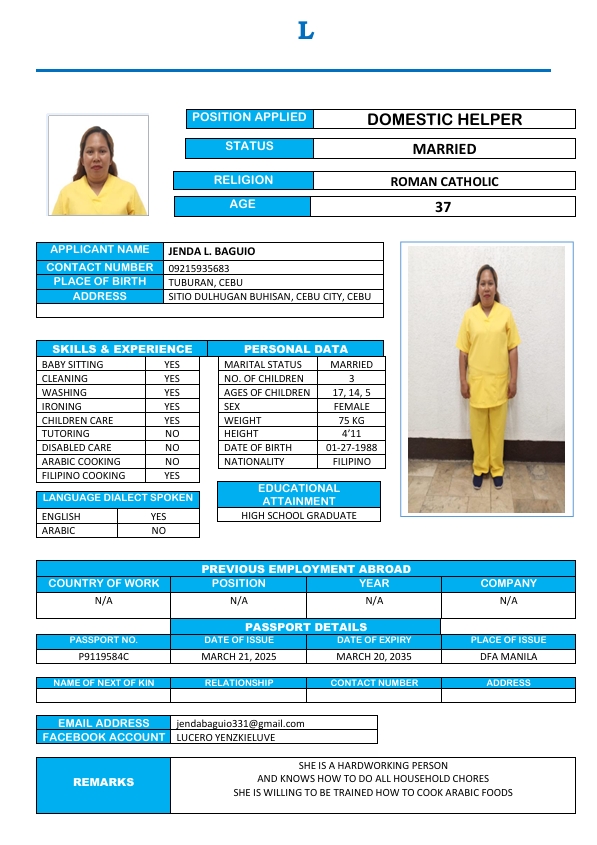 L
POSITION APPLIED DOMESTIC HELPER
STATUS MARRIED
RELIGION ROMAN CATHOLIC
AGE 37
APPLICANT NAME JENDA L. BAGUIO
CONTACT NUMBER 09215935683
PLACE OF BIRTH TUBURAN, CEBU
ADDRESS SITIO DULHUGAN BUHISAN, CEBU CITY, CEBU
SKILLS & EXPERIENCE
BABY SITTING YES
CLEANING YES
WASHING YES
IRONING YES
CHILDREN CARE YES
TUTORING NO
DISABLED CARE NO
ARABIC COOKING NO
FILIPINO COOKING YES
LANGUAGE DIALECT SPOKEN
ENGLISH YES
ARABIC NO
PERSONAL DATA
MARITAL STATUS MARRIED
NO. OF CHILDREN 3
AGES OF CHILDREN 17, 14, 5
SEX FEMALE
WEIGHT 75 KG
HEIGHT 4’11
DATE OF BIRTH 01-27-1988
NATIONALITY FILIPINO
EDUCATIONAL
ATTAINMENT
HIGH SCHOOL GRADUATE
PREVIOUS EMPLOYMENT ABROAD
COUNTRY OF WORK POSITION YEAR COMPANY
N/A N/A N/A N/A
PASSPORT DETAILS
PASSPORT NO. DATE OF ISSUE DATE OF EXPIRY PLACE OF ISSUE
P9119584C MARCH 21, 2025 MARCH 20, 2035 DFA MANILA
NAME OF NEXT OF KIN RELATIONSHIP CONTACT NUMBER ADDRESS
EMAIL ADDRESS jendabaguio331@gmail.com
FACEBOOK ACCOUNT LUCERO YENZKIELUVE
REMARKS
SHE IS A HARDWORKING PERSON
AND KNOWS HOW TO DO ALL HOUSEHOLD CHORES
SHE IS WILLING TO BE TRAINED HOW TO COOK ARABIC FOODS